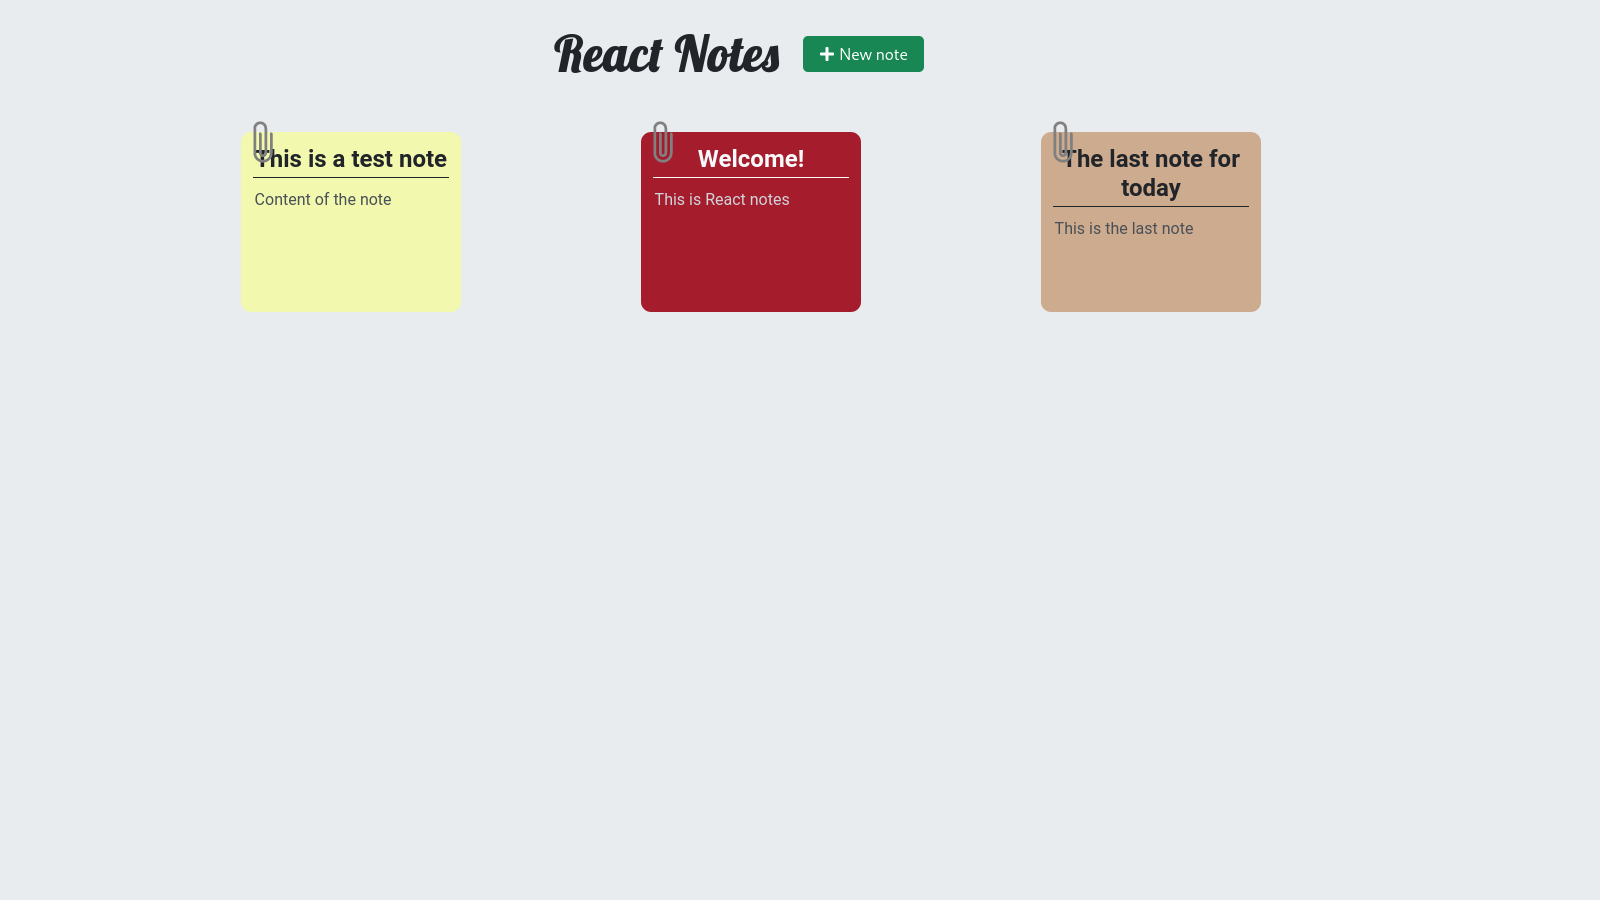 React Notes
New note
This is a test note
Content of the note
Welcome!
This is React notes
The last note for
today
This is the last note